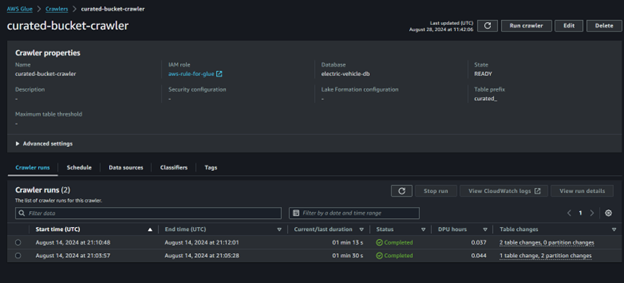 AWS Glue > Crawlers > curated-bucket-crawler
curated-bucket-crawler
Last updated (UTC)
August 28, 2024 at 11:42:06
Run crawler
Edit
Delete
Crawler properties
Name
IAM role
Database
State
curated-bucket-crawler
aws-rule-for-glue
electric-vehicle-db
READY
Description
Security configuration
Lake Formation configuration
Table prefix
-
-
-
curated_
Maximum table threshold
-
Advanced settings
Crawler runs
Schedule
Data sources
Classifiers
Tags
Crawler runs (2)
Stop run
View CloudWatch logs
View run details
The list of crawler runs for this crawler.
Filter data
Filter by a date and time range
1
Start time (UTC)
End time (UTC)
Current/last duration
Status
DPU hours
Table changes
August 14, 2024 at 21:10:48
August 14, 2024 at 21:12:01
01 min 13 s
Completed
0.037
2 table changes, 0 partition changes
August 14, 2024 at 21:03:57
August 14, 2024 at 21:05:28
01 min 30 s
Completed
0.044
1 table change, 2 partition changes